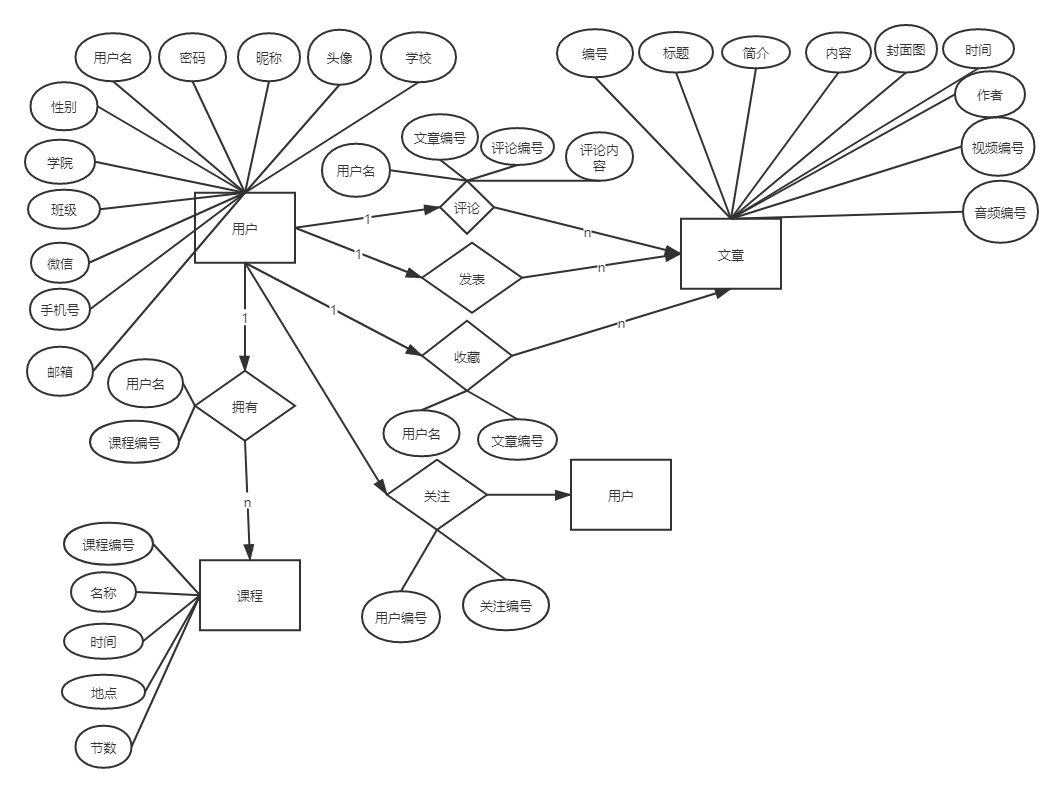 用户名
密码
昵称
头像
学校
编号
标题
简介
内容
封面图
时间
作者
性别
文章编号
评论编号
评论内
容
视频编号
学院
用户名
班级
用户
1
评论
n
音频编号
文章
微信
1
发表
n
手机号
1
1
收藏
n
邮箱
用户名
拥有
课程编号
用户名
文章编号
n
关注
用户
课程编号
名称
课程
用户编号
关注编号
时间
地点
节数